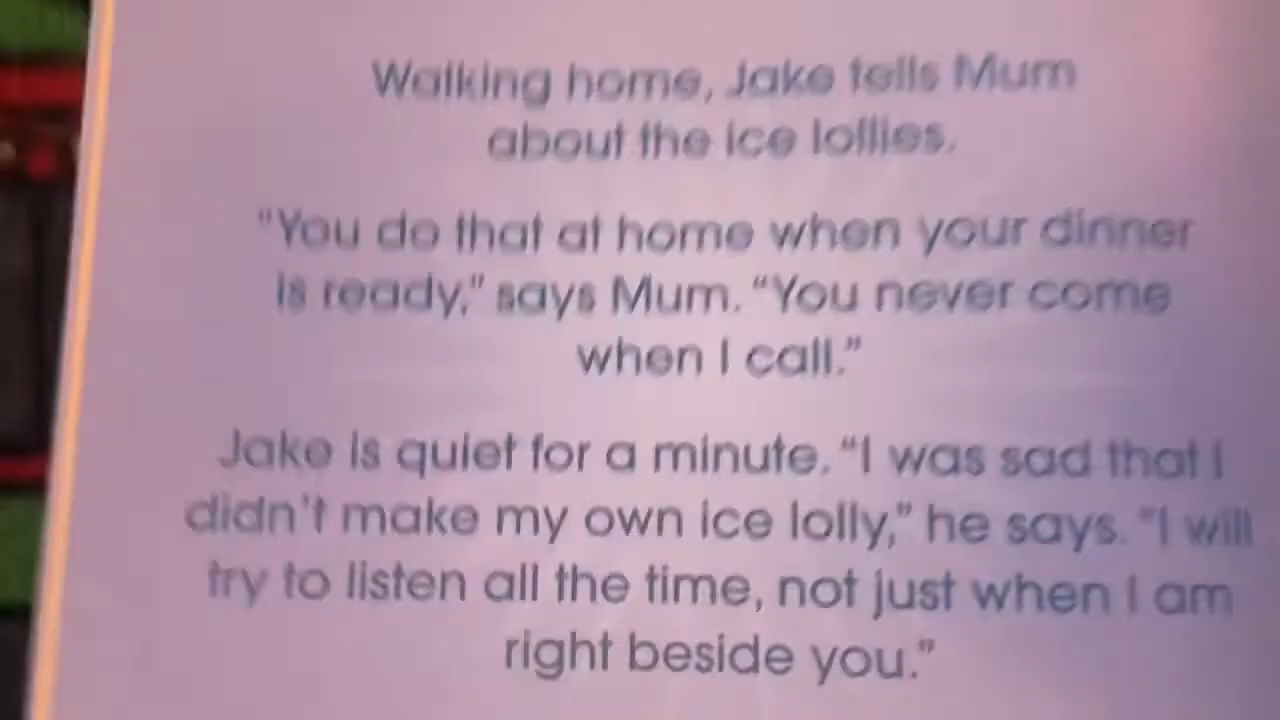 Walking home, Jake tells Mum
about the ice lollies.
“You do that at home when your dinner
is ready,” says Mum. “You never come
when I call.”
Jake is quiet for a minute. “I was sad that I
didn't make my own ice lolly,” he says. “I will
try to listen all the time, not just when I am
right beside you.”